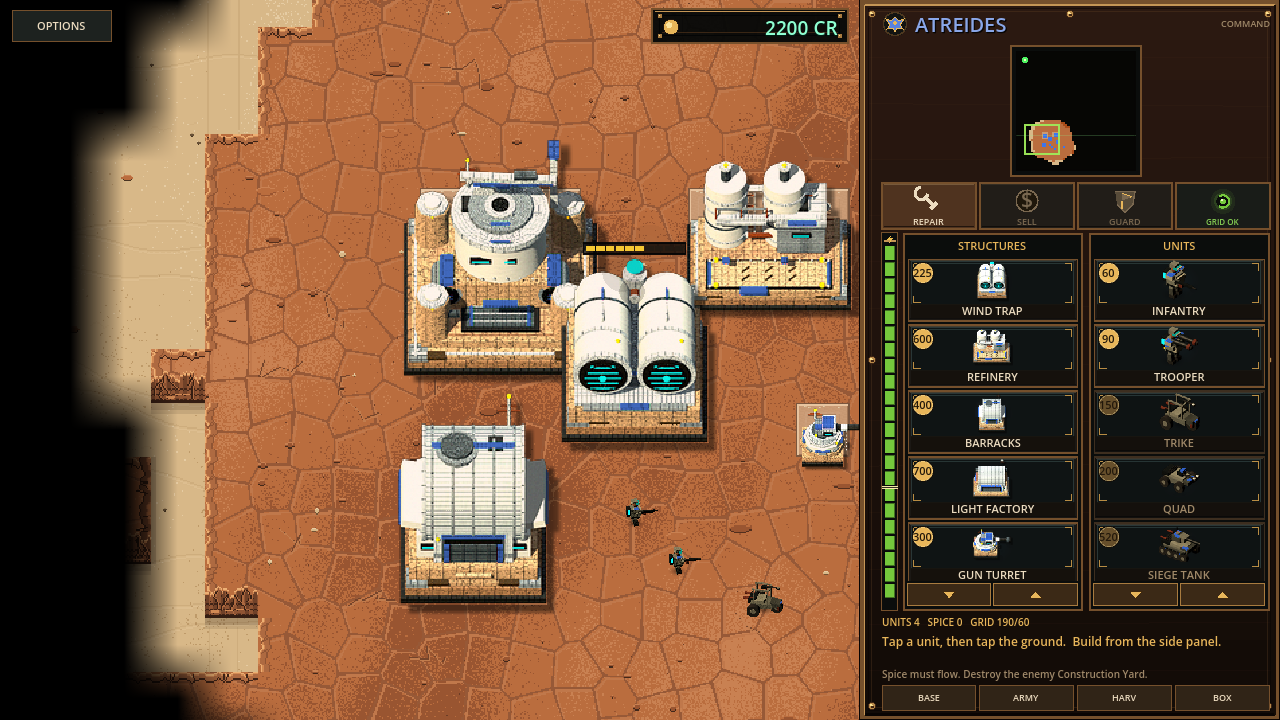 OPTIONS
2200 CR
ATREIDES
COMMAND
REPAIR
SELL
GUARD
GRID OK
STRUCTURES
225
WIND TRAP
600
REFINERY
400
BARRACKS
700
LIGHT FACTORY
300
GUN TURRET
UNITS
60
INFANTRY
90
TROOPER
150
TRIKE
200
QUAD
520
SIEGE TANK
UNITS 4 SPICE 0 GRID 190/60
Tap a unit, then tap the ground. Build from the side panel.
Spice must flow. Destroy the enemy Construction Yard.
BASE
ARMY
HARV
BOX